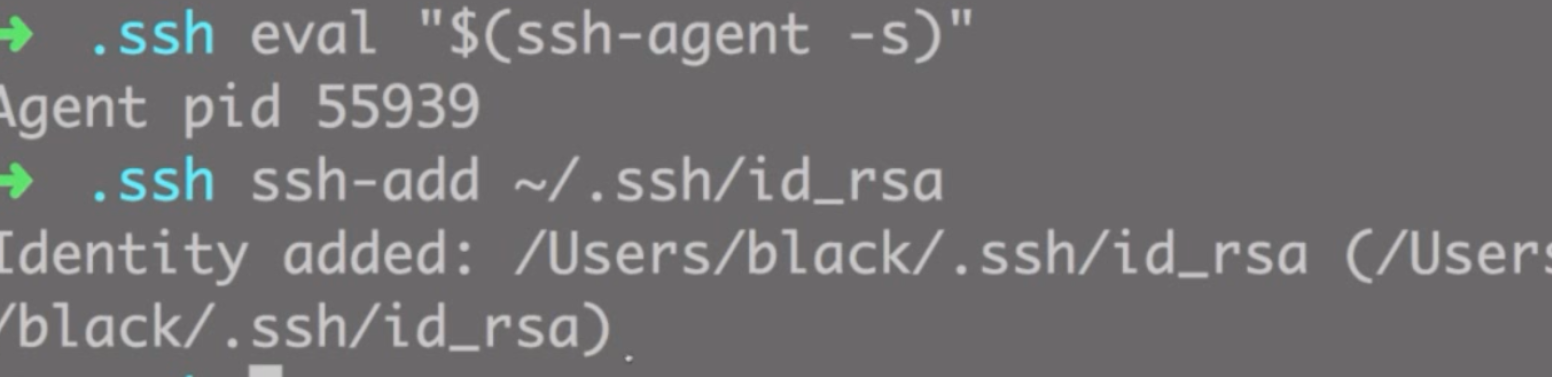 ➜ .ssh eval "$(ssh-agent -s)"
Agent pid 55939
➜ .ssh ssh-add ~/.ssh/id_rsa
Identity added: /Users/black/.ssh/id_rsa (/Users
/black/.ssh/id_rsa)